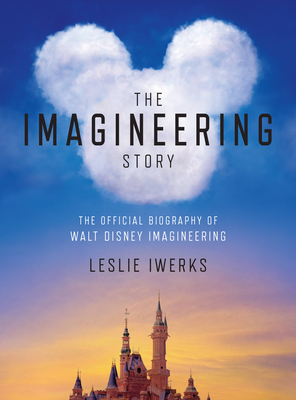 THE
IMAGINEERING
STORY
THE OFFICIAL BIOGRAPHY OF
WALT DISNEY IMAGINEERING
LESLIE IWERKS